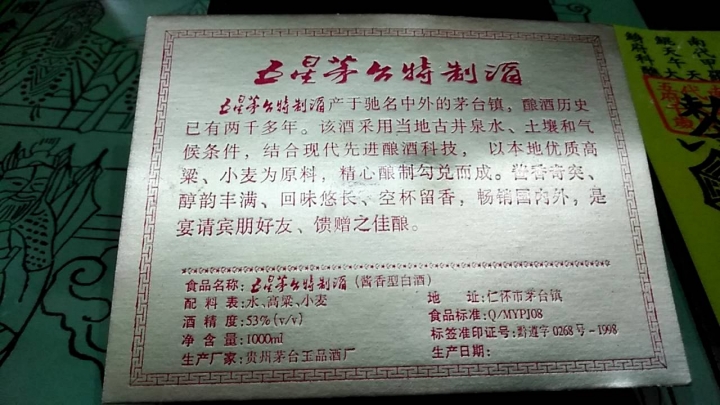 五星茅台特制酒
五星茅台特制酒产于驰名中外的茅台镇，酿酒历史
已有两千多年。该酒采用当地古井泉水、土壤和气
候条件，结合现代先进酿酒科技，以本地优质高
粱、小麦为原料，精心酿制勾兑而成。酱香奇突、
醇韵丰满、回味悠长、空杯留香，畅销国内外，是
宴请宾朋好友、馈赠之佳酿。
食品名称：五星茅台特制酒（酱香型白酒）
配料表：水、高粱、小麦
酒精度：53%(v/v)
净含量：1000ml
生产厂家：贵州茅台王品酒厂
地址：仁怀市茅台镇
食品标准：Q/MYPJ08
标签准印证号：黔遵字0268号-1998
生产日期：